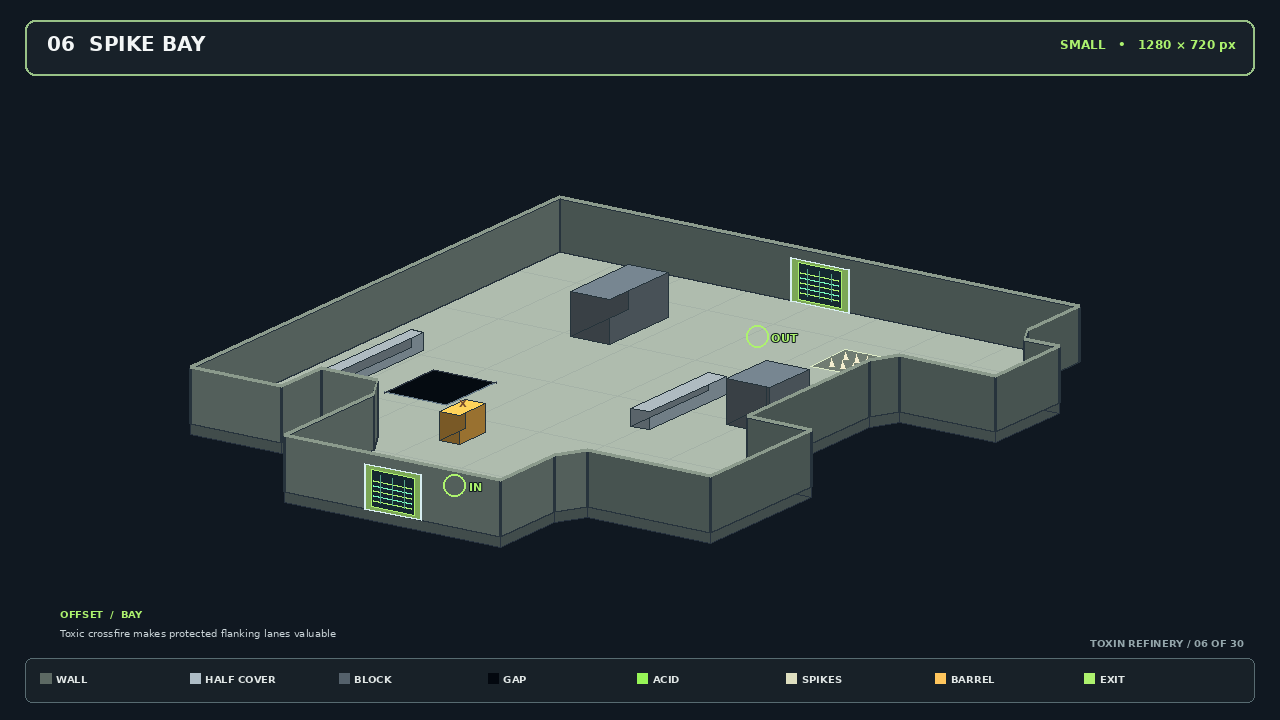 06 SPIKE BAY
SMALL • 1280 × 720 px
OUT
x
IN
OFFSET / BAY
Toxic crossfire makes protected flanking lanes valuable
TOXIN REFINERY / 06 OF 30
WALL
HALF COVER
BLOCK
GAP
ACID
SPIKES
BARREL
EXIT